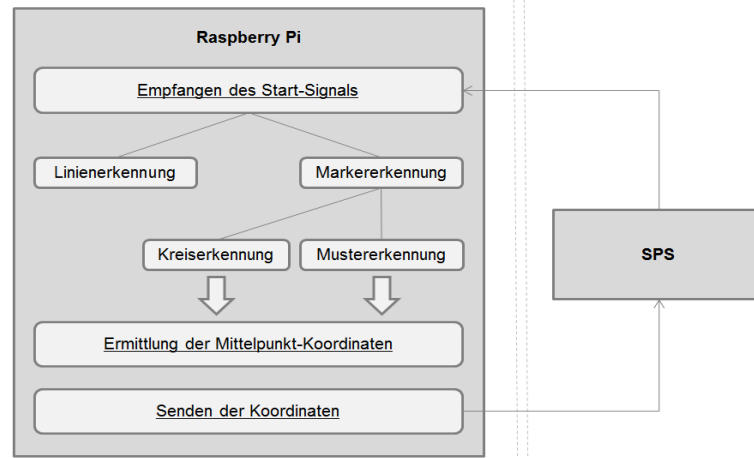 Raspberry Pi
Empfangen des Start-Signals
Linienerkennung
Markererkennung
Kreiserkennung
Mustererkennung
SPS
Ermittlung der Mittelpunkt-Koordinaten
Senden der Koordinaten